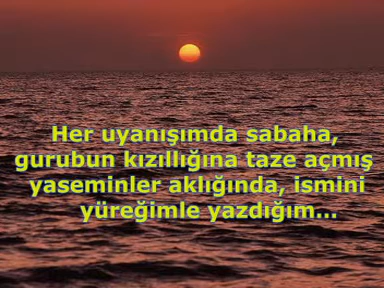 Her uyanışımda sabaha,
gurubun kızıllığına taze açmış
yaseminler aklığında, ismini
yüreğimle yazdığım...